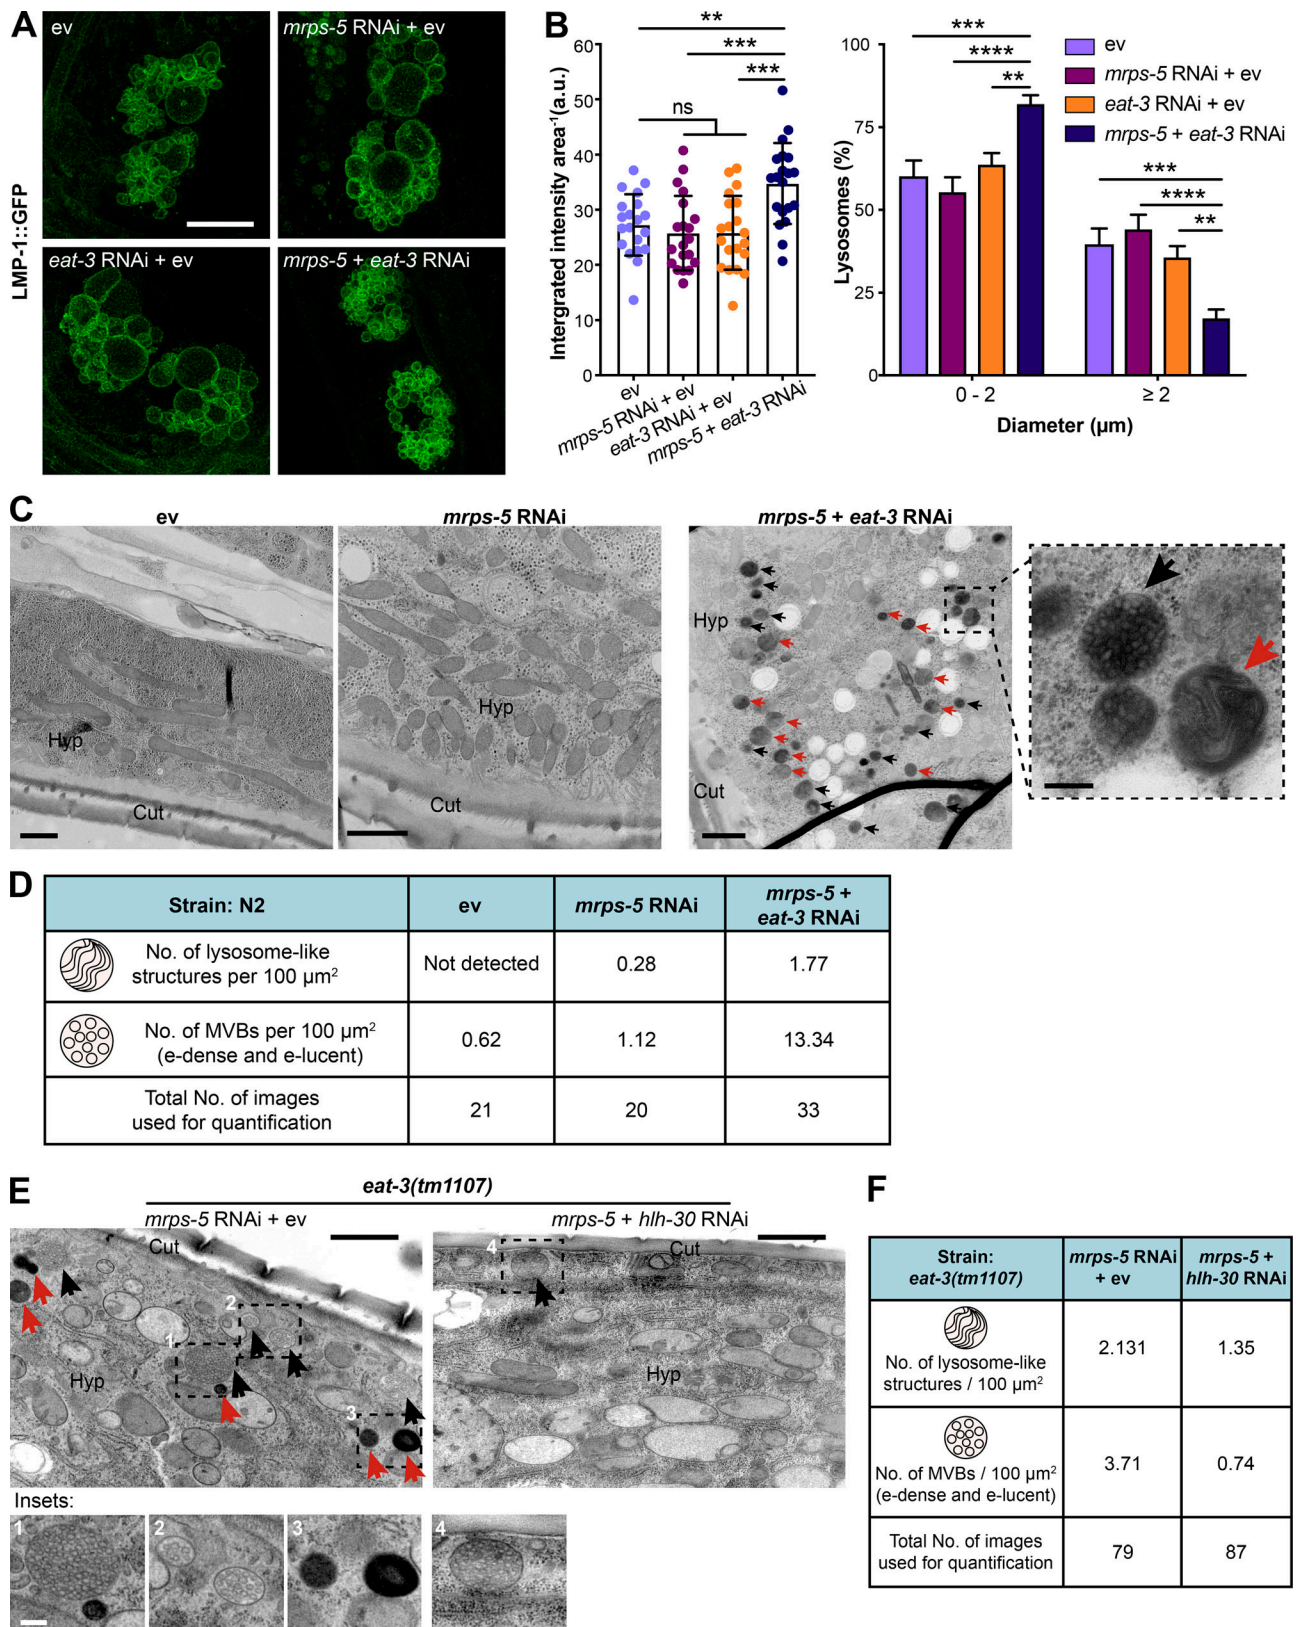 A
ev
mrps-5 RNAi + ev
eat-3 RNAi + ev
mrps-5 + eat-3 RNAi
LMP-1::GFP
B
Intergrated intensity area⁻¹(a.u.)
60
50
40
30
20
10
0
**
***
***
ns
ev
mrps-5 RNAi + ev
eat-3 RNAi + ev
mrps-5 + eat-3 RNAi
Lysosomes (%)
100
75
50
25
0
***
****
**
***
****
**
ev
mrps-5 RNAi + ev
eat-3 RNAi + ev
mrps-5 + eat-3 RNAi
0 - 2
≥ 2
Diameter (µm)
C
ev
mrps-5 RNAi
mrps-5 + eat-3 RNAi
Hyp
Cut
Hyp
Cut
Hyp
Cut
D
Strain: N2
ev
mrps-5 RNAi
mrps-5 +
eat-3 RNAi
No. of lysosome-like
structures per 100 µm²
Not detected
0.28
1.77
No. of MVBs per 100 µm²
(e-dense and e-lucent)
0.62
1.12
13.34
Total No. of images
used for quantification
21
20
33
E
eat-3(tm1107)
mrps-5 RNAi + ev
mrps-5 + hlh-30 RNAi
Cut
Hyp
1
2
3
4
Cut
Hyp
Insets:
1
2
3
4
F
Strain:
eat-3(tm1107)
mrps-5 RNAi
+ ev
mrps-5 +
hlh-30 RNAi
No. of lysosome-like
structures / 100 µm²
2.131
1.35
No. of MVBs / 100 µm²
(e-dense and e-lucent)
3.71
0.74
Total No. of images
used for quantification
79
87